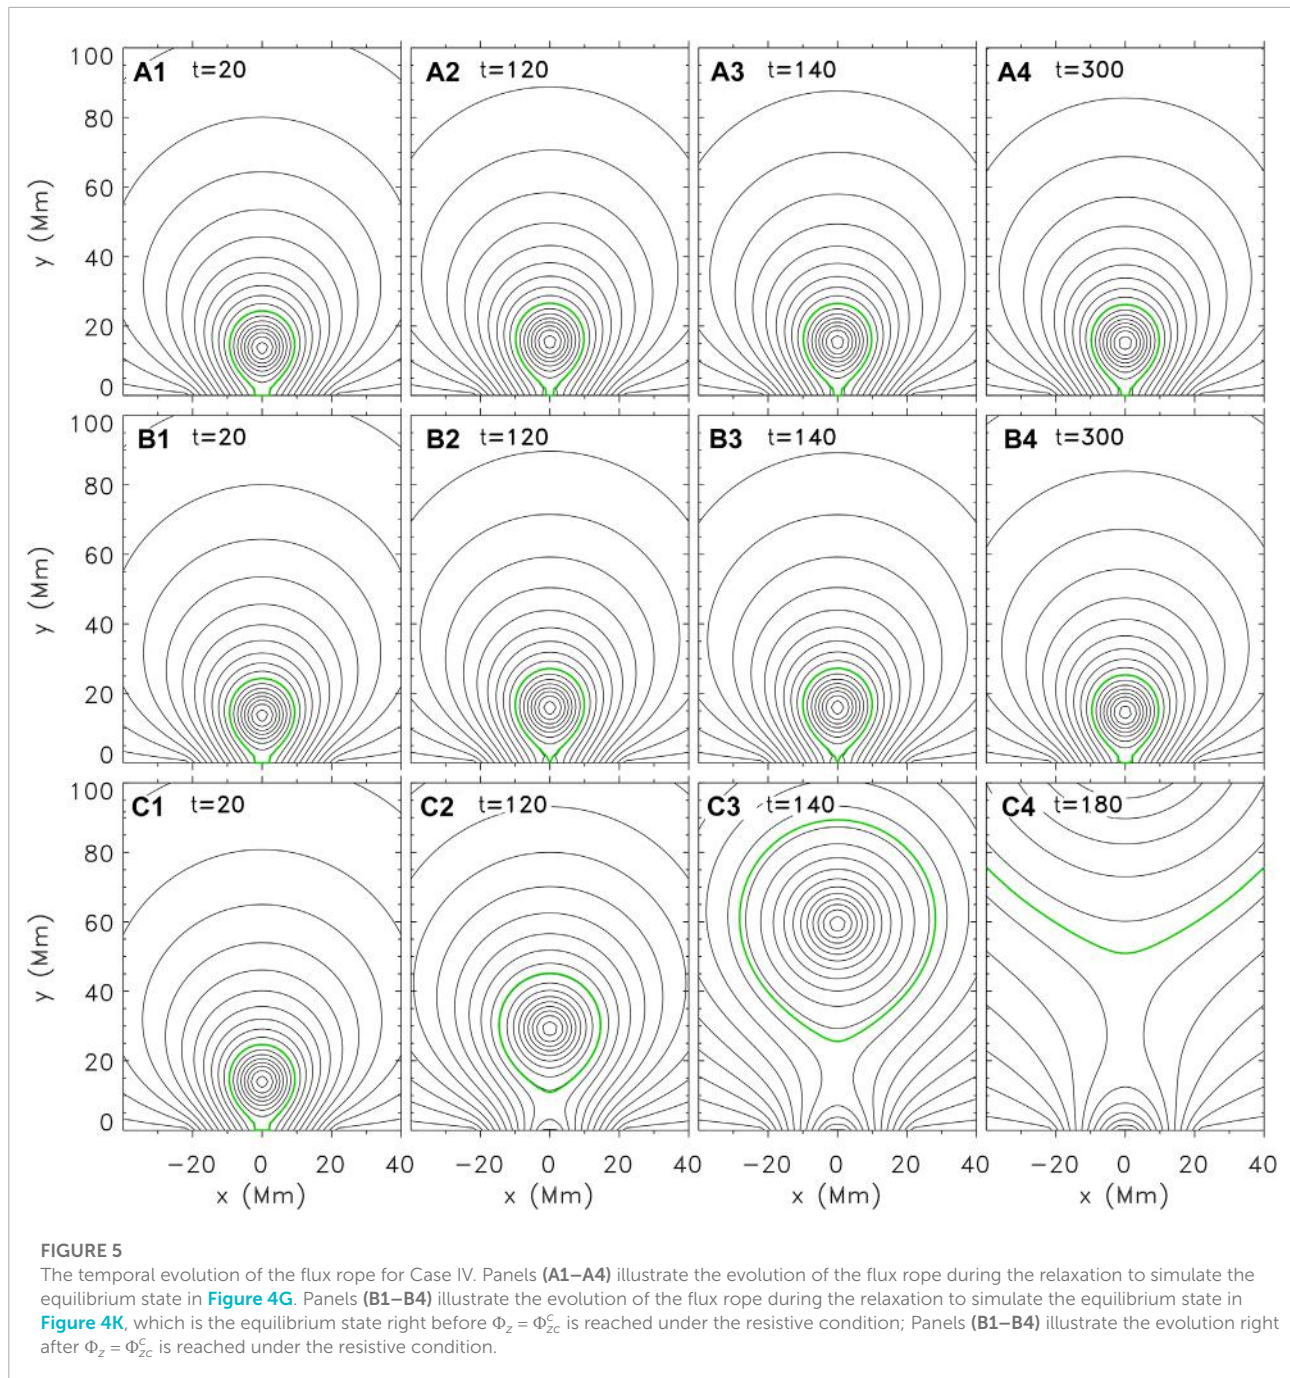 100
80
60
40
20
0
y (Mm)
A1 t=20
A2 t=120
A3 t=140
A4 t=300
100
80
60
40
20
0
y (Mm)
B1 t=20
B2 t=120
B3 t=140
B4 t=300
100
80
60
40
20
0
y (Mm)
C1 t=20
C2 t=120
C3 t=140
C4 t=180
−20 0 20 40 −20 0 20 40 −20 0 20 40 −20 0 20 40
x (Mm) x (Mm) x (Mm) x (Mm)
FIGURE 5
The temporal evolution of the flux rope for Case IV. Panels (A1–A4) illustrate the evolution of the flux rope during the relaxation to simulate the
equilibrium state in Figure 4G. Panels (B1–B4) illustrate the evolution of the flux rope during the relaxation to simulate the equilibrium state in
Figure 4K, which is the equilibrium state right before Φ_z = Φ_zc^c is reached under the resistive condition; Panels (B1–B4) illustrate the evolution right
after Φ_z = Φ_zc^c is reached under the resistive condition.